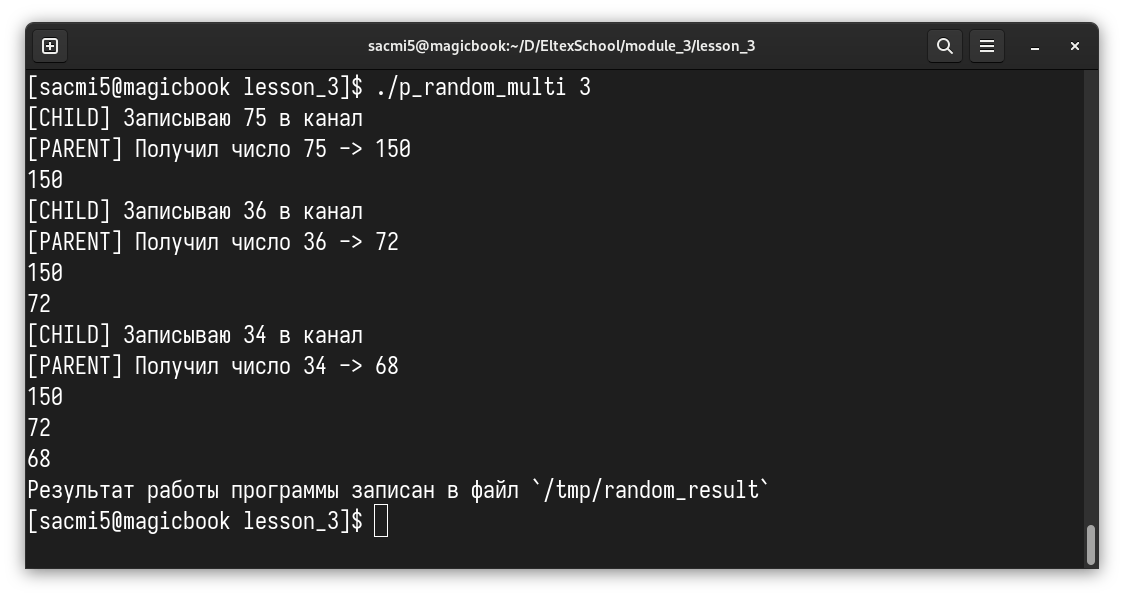 sacmi5@magicbook:~/D/EltexSchool/module_3/lesson_3
[sacmi5@magicbook lesson_3]$ ./p_random_multi 3
[CHILD] Записываю 75 в канал
[PARENT] Получил число 75 -> 150
150
[CHILD] Записываю 36 в канал
[PARENT] Получил число 36 -> 72
150
72
[CHILD] Записываю 34 в канал
[PARENT] Получил число 34 -> 68
150
72
68
Результат работы программы записан в файл `/tmp/random_result`
[sacmi5@magicbook lesson_3]$